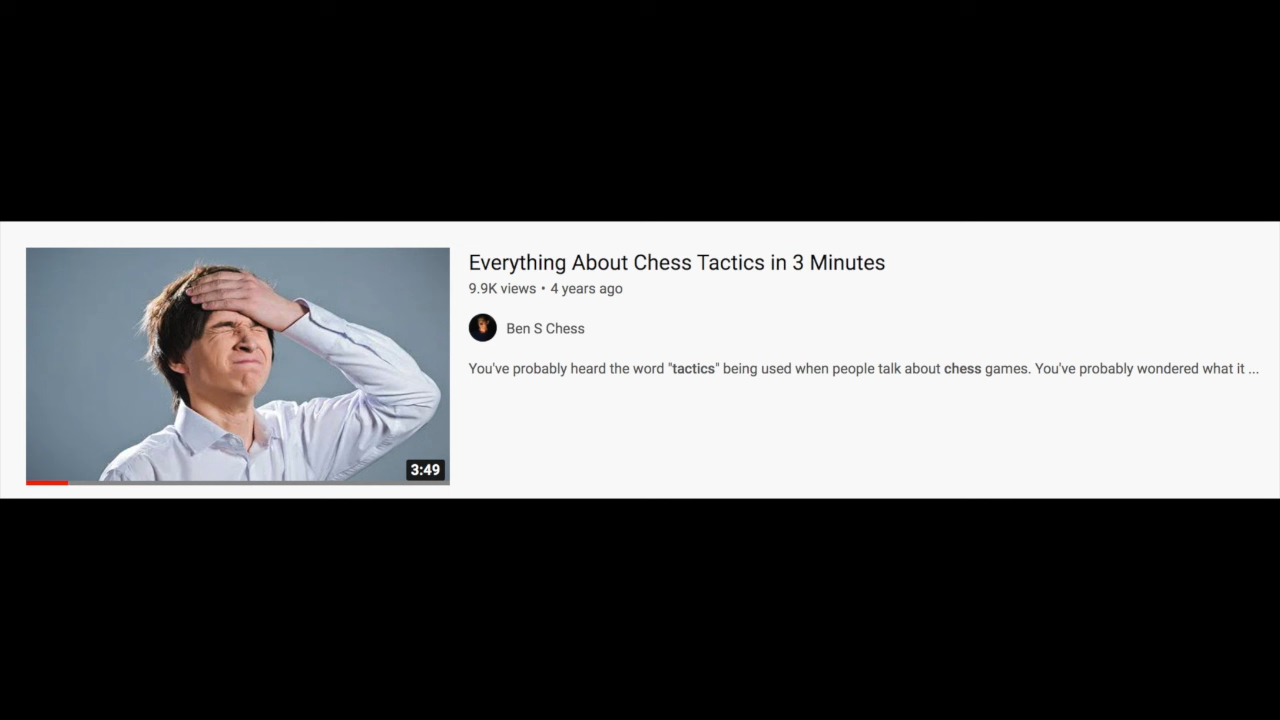 Everything About Chess Tactics in 3 Minutes
9.9K views • 4 years ago
Ben S Chess
You've probably heard the word "tactics" being used when people talk about chess games. You've probably wondered what it ...
3:49